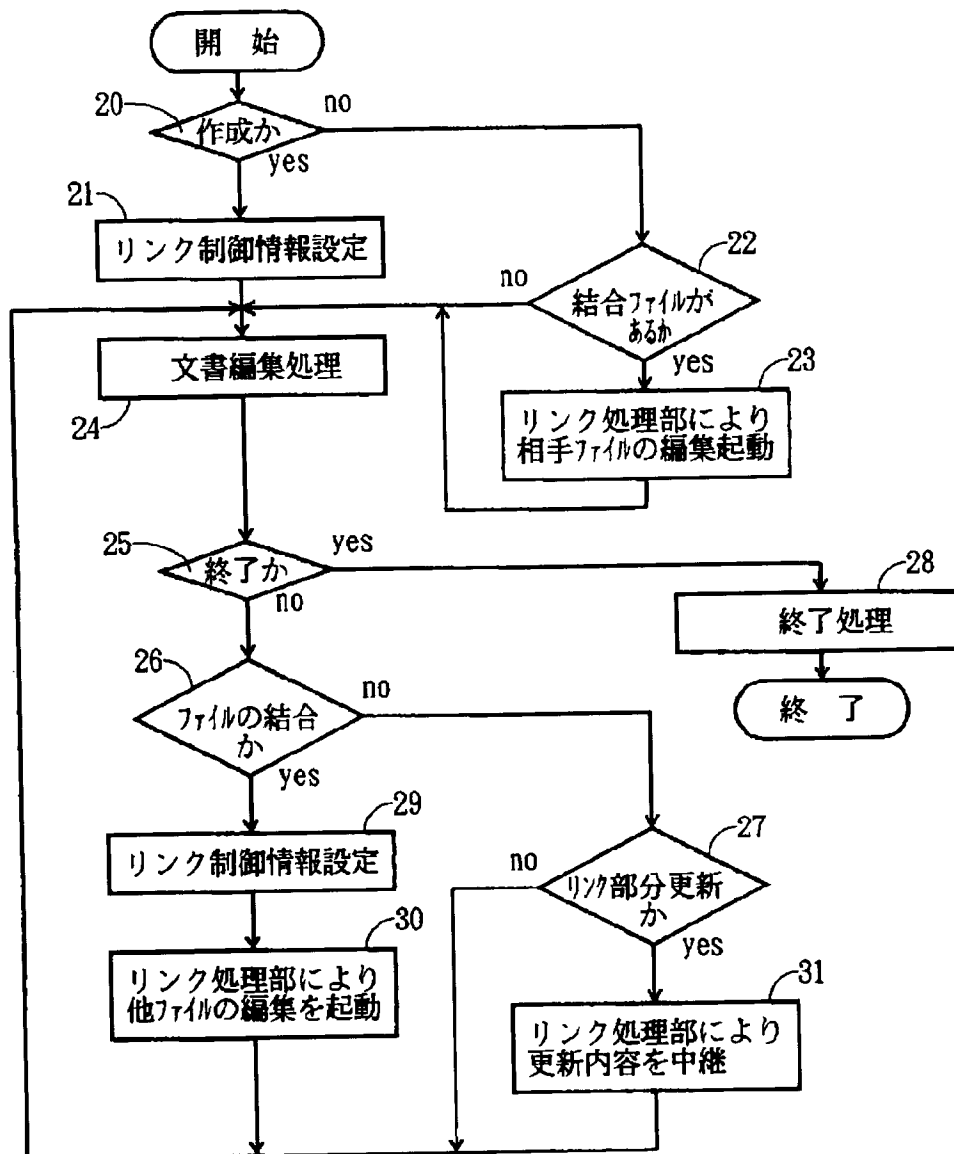 開 始
20
作成か
no
yes
21
リンク制御情報設定
22
結合ファイルが
あるか
no
yes
23
リンク処理部により
相手ファイルの編集起動
文書編集処理
24
25
終了か
yes
no
28
終了処理
終 了
26
ファイルの結合
か
no
yes
29
リンク制御情報設定
27
リンク部分更新
か
no
yes
30
リンク処理部により
他ファイルの編集を起動
31
リンク処理部により
更新内容を中継